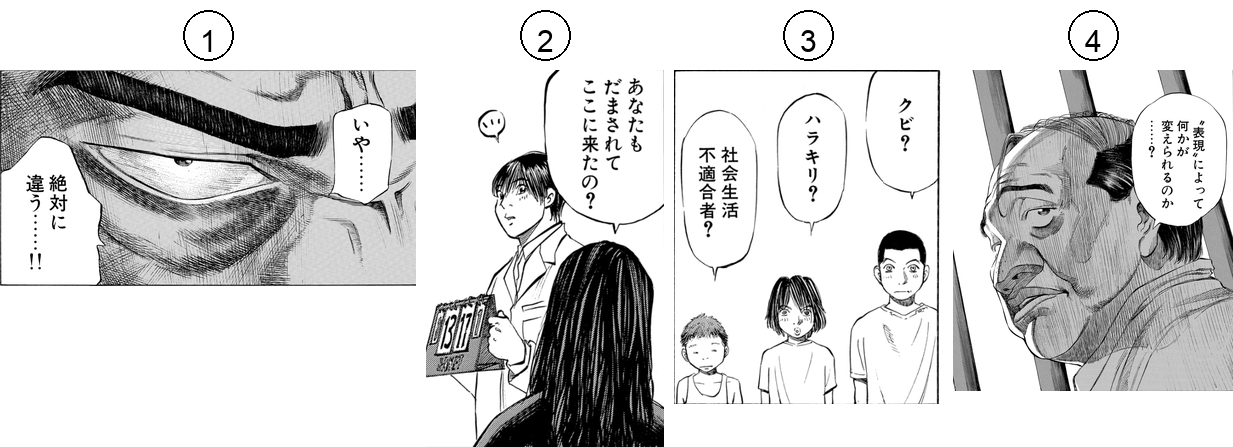 1
いや……
絶対に
違う……!!
2
あなたも
だまされて
ここに来たの?
13 17
3
クビ?
ハラキリ?
社会生活
不適合者?
4
“表現”によって
何かが
変えられるのか
……?